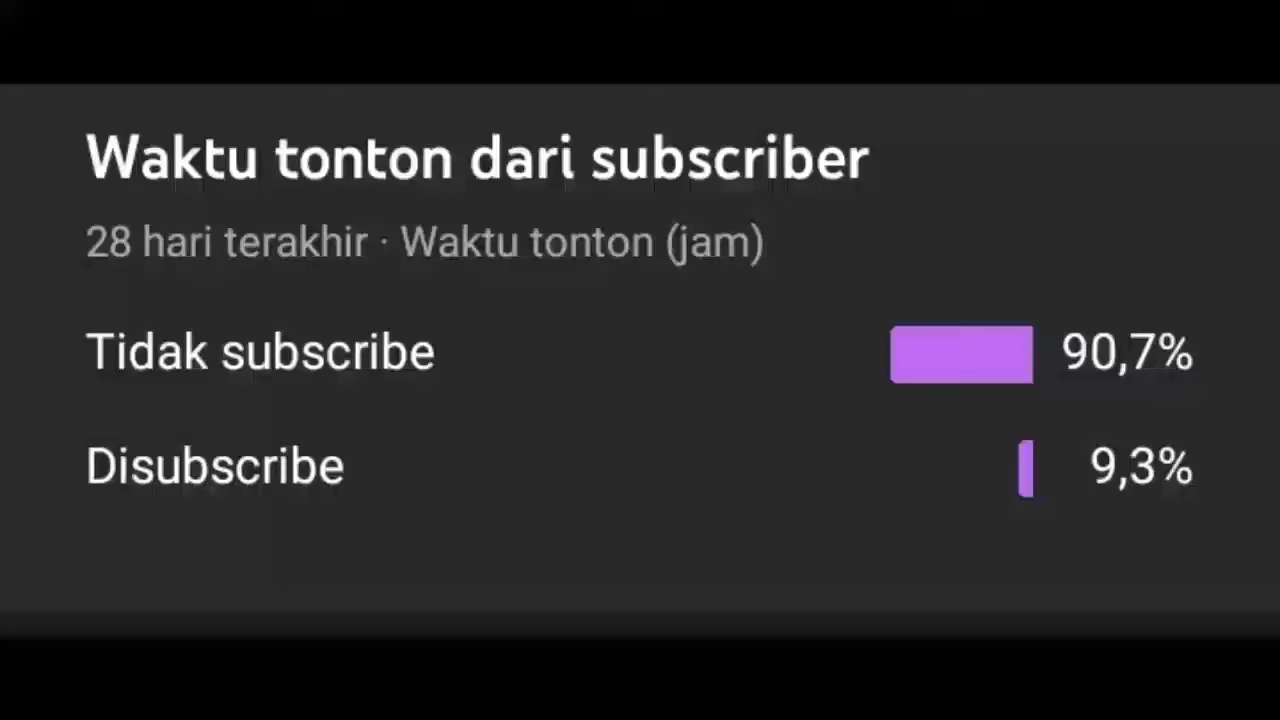 Waktu tonton dari subscriber
28 hari terakhir · Waktu tonton (jam)
Tidak subscribe 90,7%
Disubscribe 9,3%